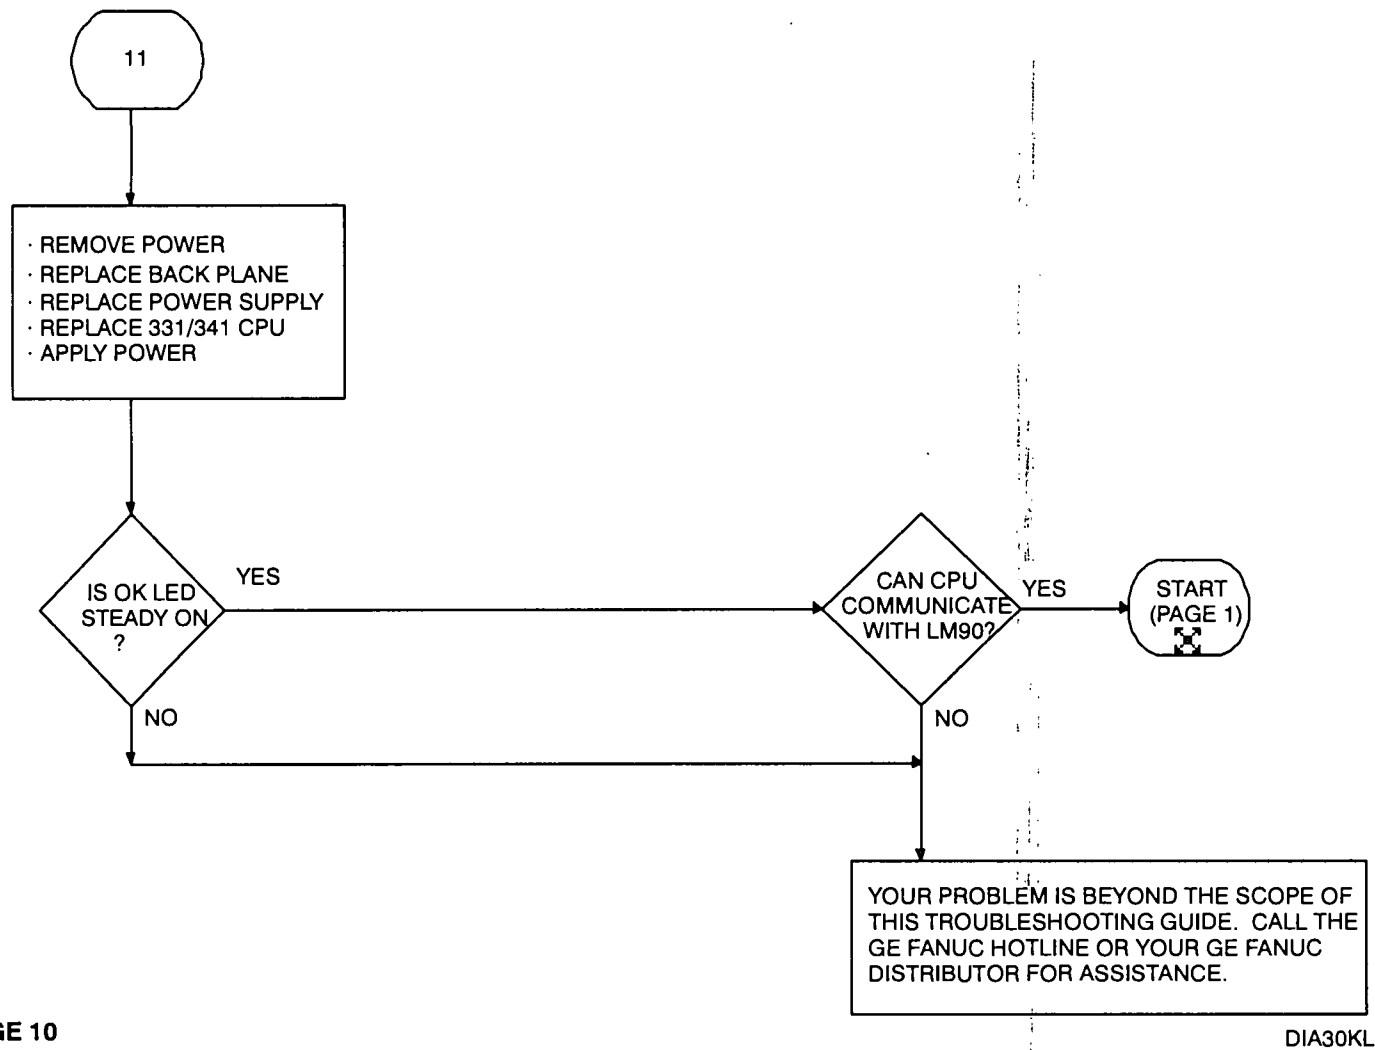 11
· REMOVE POWER
· REPLACE BACK PLANE
· REPLACE POWER SUPPLY
· REPLACE 331/341 CPU
· APPLY POWER
IS OK LED
STEADY ON
?
YES
NO
CAN CPU
COMMUNICATE
WITH LM90?
YES
NO
START
(PAGE 1)
YOUR PROBLEM IS BEYOND THE SCOPE OF
THIS TROUBLESHOOTING GUIDE. CALL THE
GE FANUC HOTLINE OR YOUR GE FANUC
DISTRIBUTOR FOR ASSISTANCE.
GE 10
DIA30KL